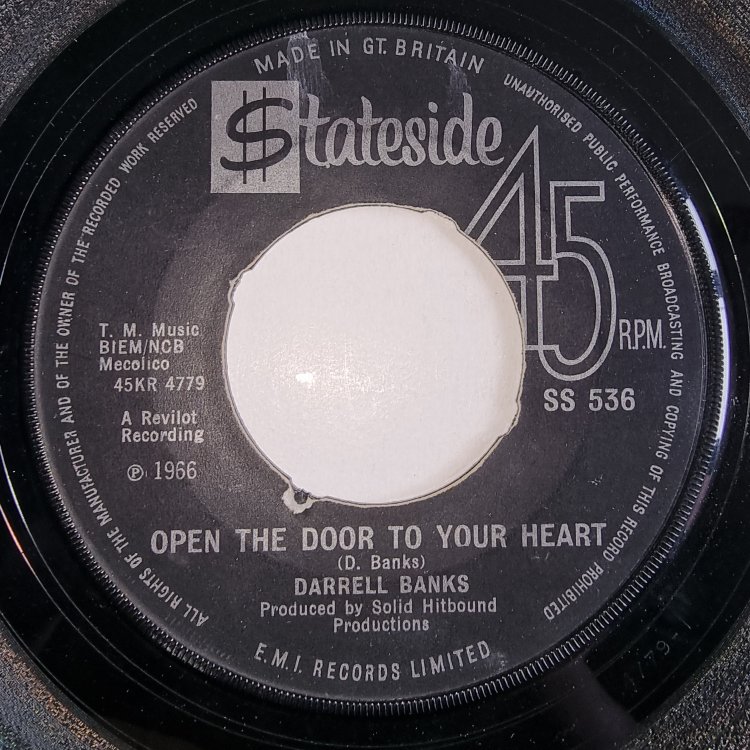 MADE IN GT. BRITAIN
UNAUTHORISED PUBLIC PERFORMANCE BROADCASTING AND COPYING OF THIS RECORD PROHIBITED
ALL RIGHTS OF THE MANUFACTURER AND OF THE OWNER OF THE RECORDED WORK RESERVED
$tateside
45
R.P.M.
SS 536
T. M. Music
BIEM/NCB
Mecolico
45KR 4779
A Revilot
Recording
℗ 1966
OPEN THE DOOR TO YOUR HEART
(D. Banks)
DARRELL BANKS
Produced by Solid Hitbound
Productions
E.M.I. RECORDS LIMITED